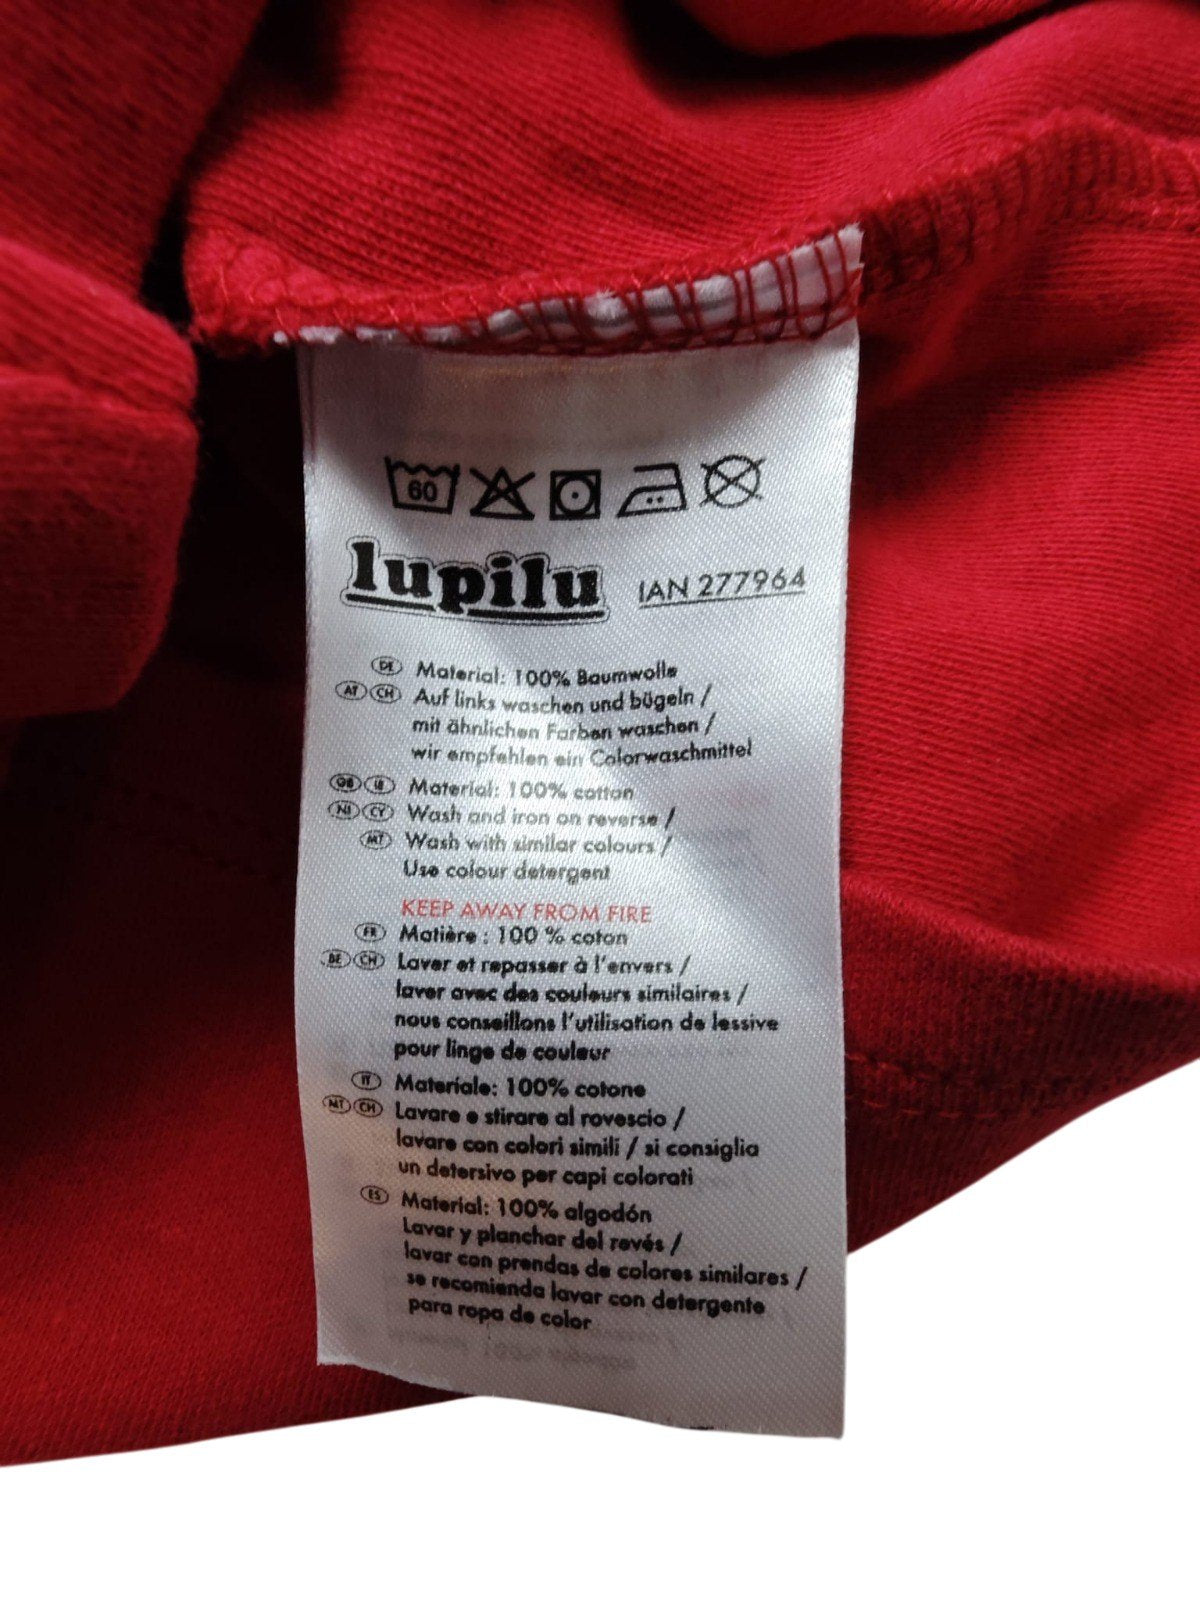 60
lupilu IAN 277964
DE Material: 100% Baumwolle
AT CH Auf links waschen und bügeln /
mit ähnlichen Farben waschen /
wir empfehlen ein Colorwaschmittel
GB IE Material: 100% cotton
NI CY Wash and iron on reverse /
MT Wash with similar colours /
Use colour detergent
KEEP AWAY FROM FIRE
FR Matière : 100 % coton
BE CH Laver et repasser à l'envers /
laver avec des couleurs similaires /
nous conseillons l'utilisation de lessive
pour linge de couleur
IT Materiale: 100% cotone
MT CH Lavare e stirare al rovescio /
lavare con colori simili / si consiglia
un detersivo per capi colorati
ES Material: 100% algodón
Lavar y planchar del revés /
lavar con prendas de colores similares /
se recomienda lavar con detergente
para ropa de color